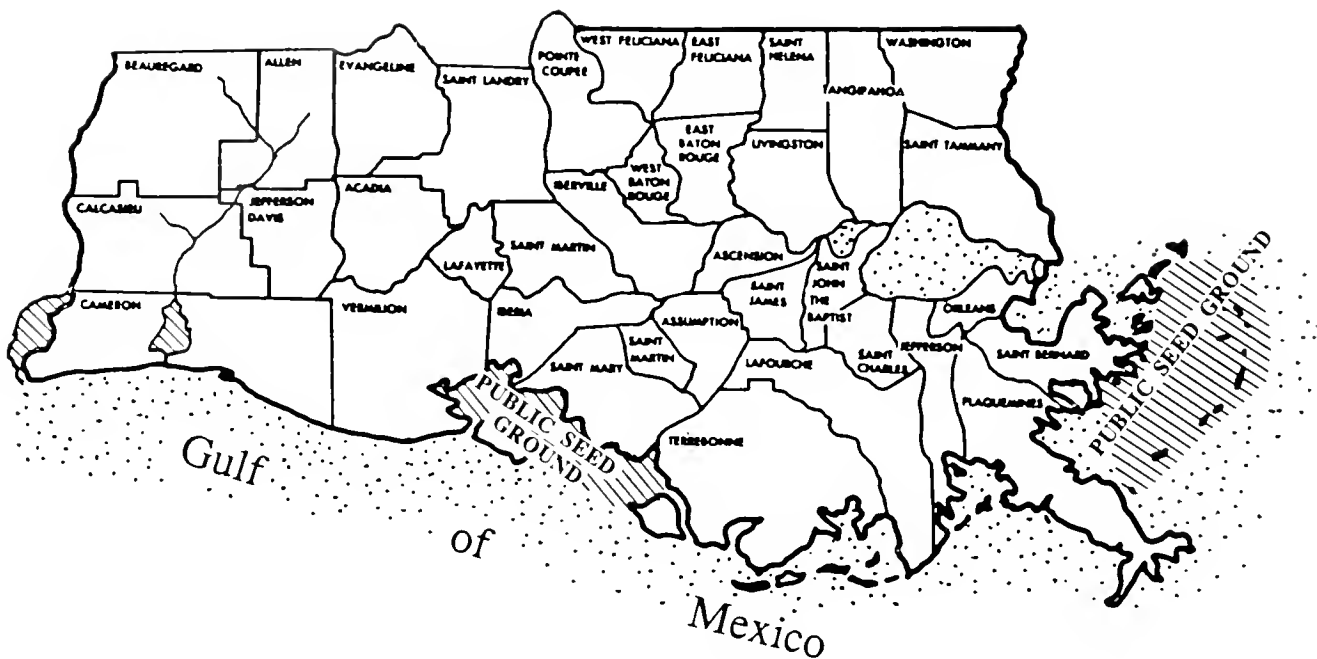 WEST FELICIANA
EAST
FELICIANA
SAINT
HELENA
WASHINGTON
POINTE
COUPEE
BEAUREGARD
ALLEN
EVANGELINE
SAINT LANDRY
TANGIPAHOA
EAST
BATON
ROUGE
LIVINGSTON
SAINT TAMMANY
WEST
BATON
ROUGE
IBERVILLE
ACADIA
JEFFERSON
DAVIS
CALCASIEU
SAINT MARTIN
LAFAYETTE
ASCENSION
SAINT
JOHN
THE
BAPTIST
SAINT
JAMES
CAMERON
VERMILION
IBERIA
ASSUMPTION
ORLEANS
JEFFERSON
SAINT BERNARD
SAINT
MARTIN
SAINT MARY
LAFOURCHE
SAINT
CHARLES
PLAQUEMINES
TERREBONNE
PUBLIC SEED
GROUND
PUBLIC SEED GROUND
Gulf
of
Mexico